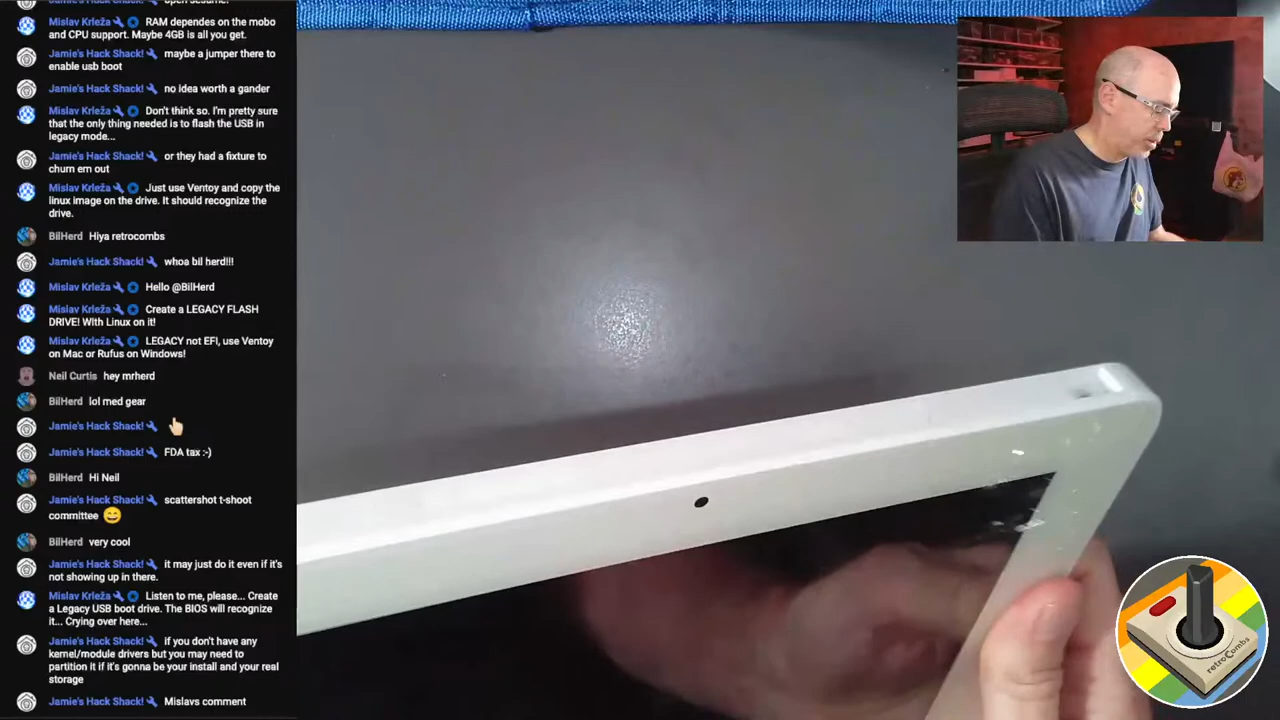 Mislav Krleža RAM depends on the mobo
and CPU support. Maybe 4GB is all you get.
Jamie's Hack Shack! maybe a jumper there to
enable usb boot
Jamie's Hack Shack! no idea worth a gander
Mislav Krleža Don't think so. I'm pretty sure
that the only thing needed is to flash the USB in
legacy mode...
Jamie's Hack Shack! or they had a fixture to
churn em out
Mislav Krleža Just use Ventoy and copy the
linux image on the drive. It should recognize the
drive.
BilHerd Hiya retrocombs
Jamie's Hack Shack! whoa bil herd!!!
Mislav Krleža Hello @BilHerd
Mislav Krleža Create a LEGACY FLASH
DRIVE! WIth Linux on it!
Mislav Krleža LEGACY not EFI, use Ventoy
on Mac or Rufus on Windows!
Neil Curtis hey mrherd
BilHerd lol med gear
Jamie's Hack Shack! 👆🏻
Jamie's Hack Shack! FDA tax :-)
BilHerd Hi Neil
Jamie's Hack Shack! scattershot t-shoot
committee 😄
BilHerd very cool
Jamie's Hack Shack! it may just do it even if it's
not showing up in there.
Mislav Krleža Listen to me, please... Create
a Legacy USB boot drive. The BIOS will recognize
it... Crying over here...
Jamie's Hack Shack! if you don't have any
kernel/module drivers but you may need to
partition it if it's gonna be your install and your real
storage
Jamie's Hack Shack! Mislavs comment
retroCombs